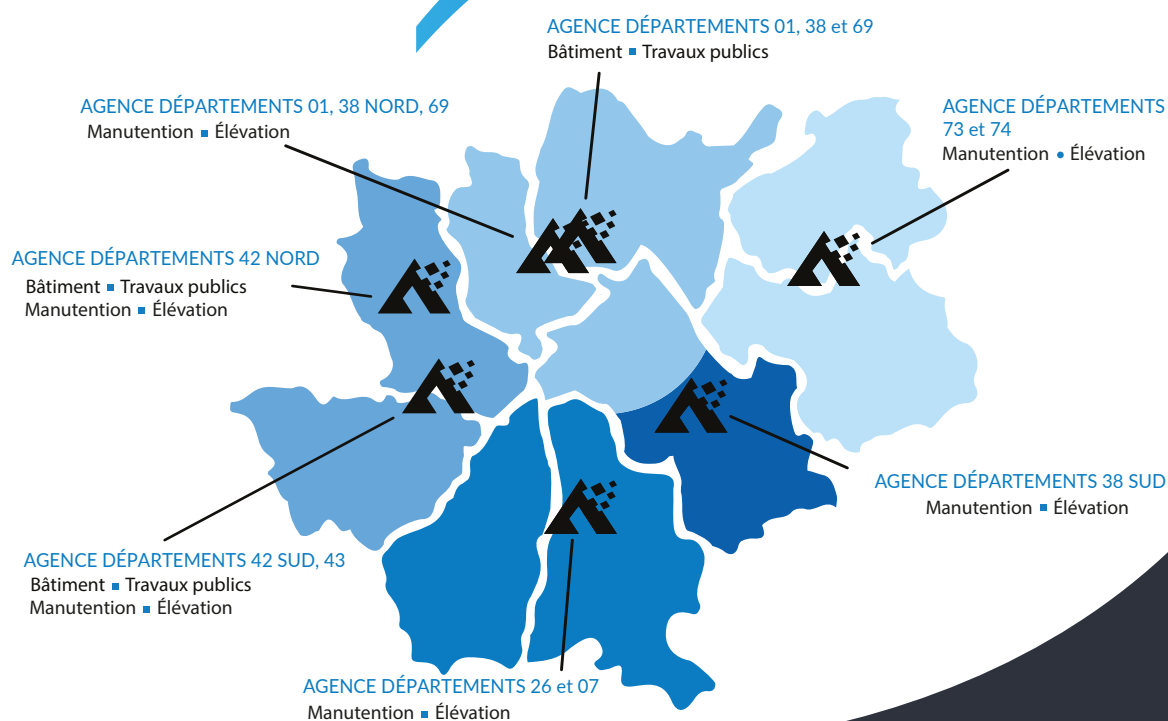 AGENCE DÉPARTEMENTS 01, 38 et 69
Bâtiment ▪ Travaux publics
AGENCE DÉPARTEMENTS 01, 38 NORD, 69
Manutention ▪ Élévation
AGENCE DÉPARTEMENTS
73 et 74
Manutention • Élévation
AGENCE DÉPARTEMENTS 42 NORD
Bâtiment ▪ Travaux publics
Manutention ▪ Élévation
AGENCE DÉPARTEMENTS 38 SUD
Manutention ▪ Élévation
AGENCE DÉPARTEMENTS 42 SUD, 43
Bâtiment ▪ Travaux publics
Manutention ▪ Élévation
AGENCE DÉPARTEMENTS 26 et 07
Manutention ▪ Élévation